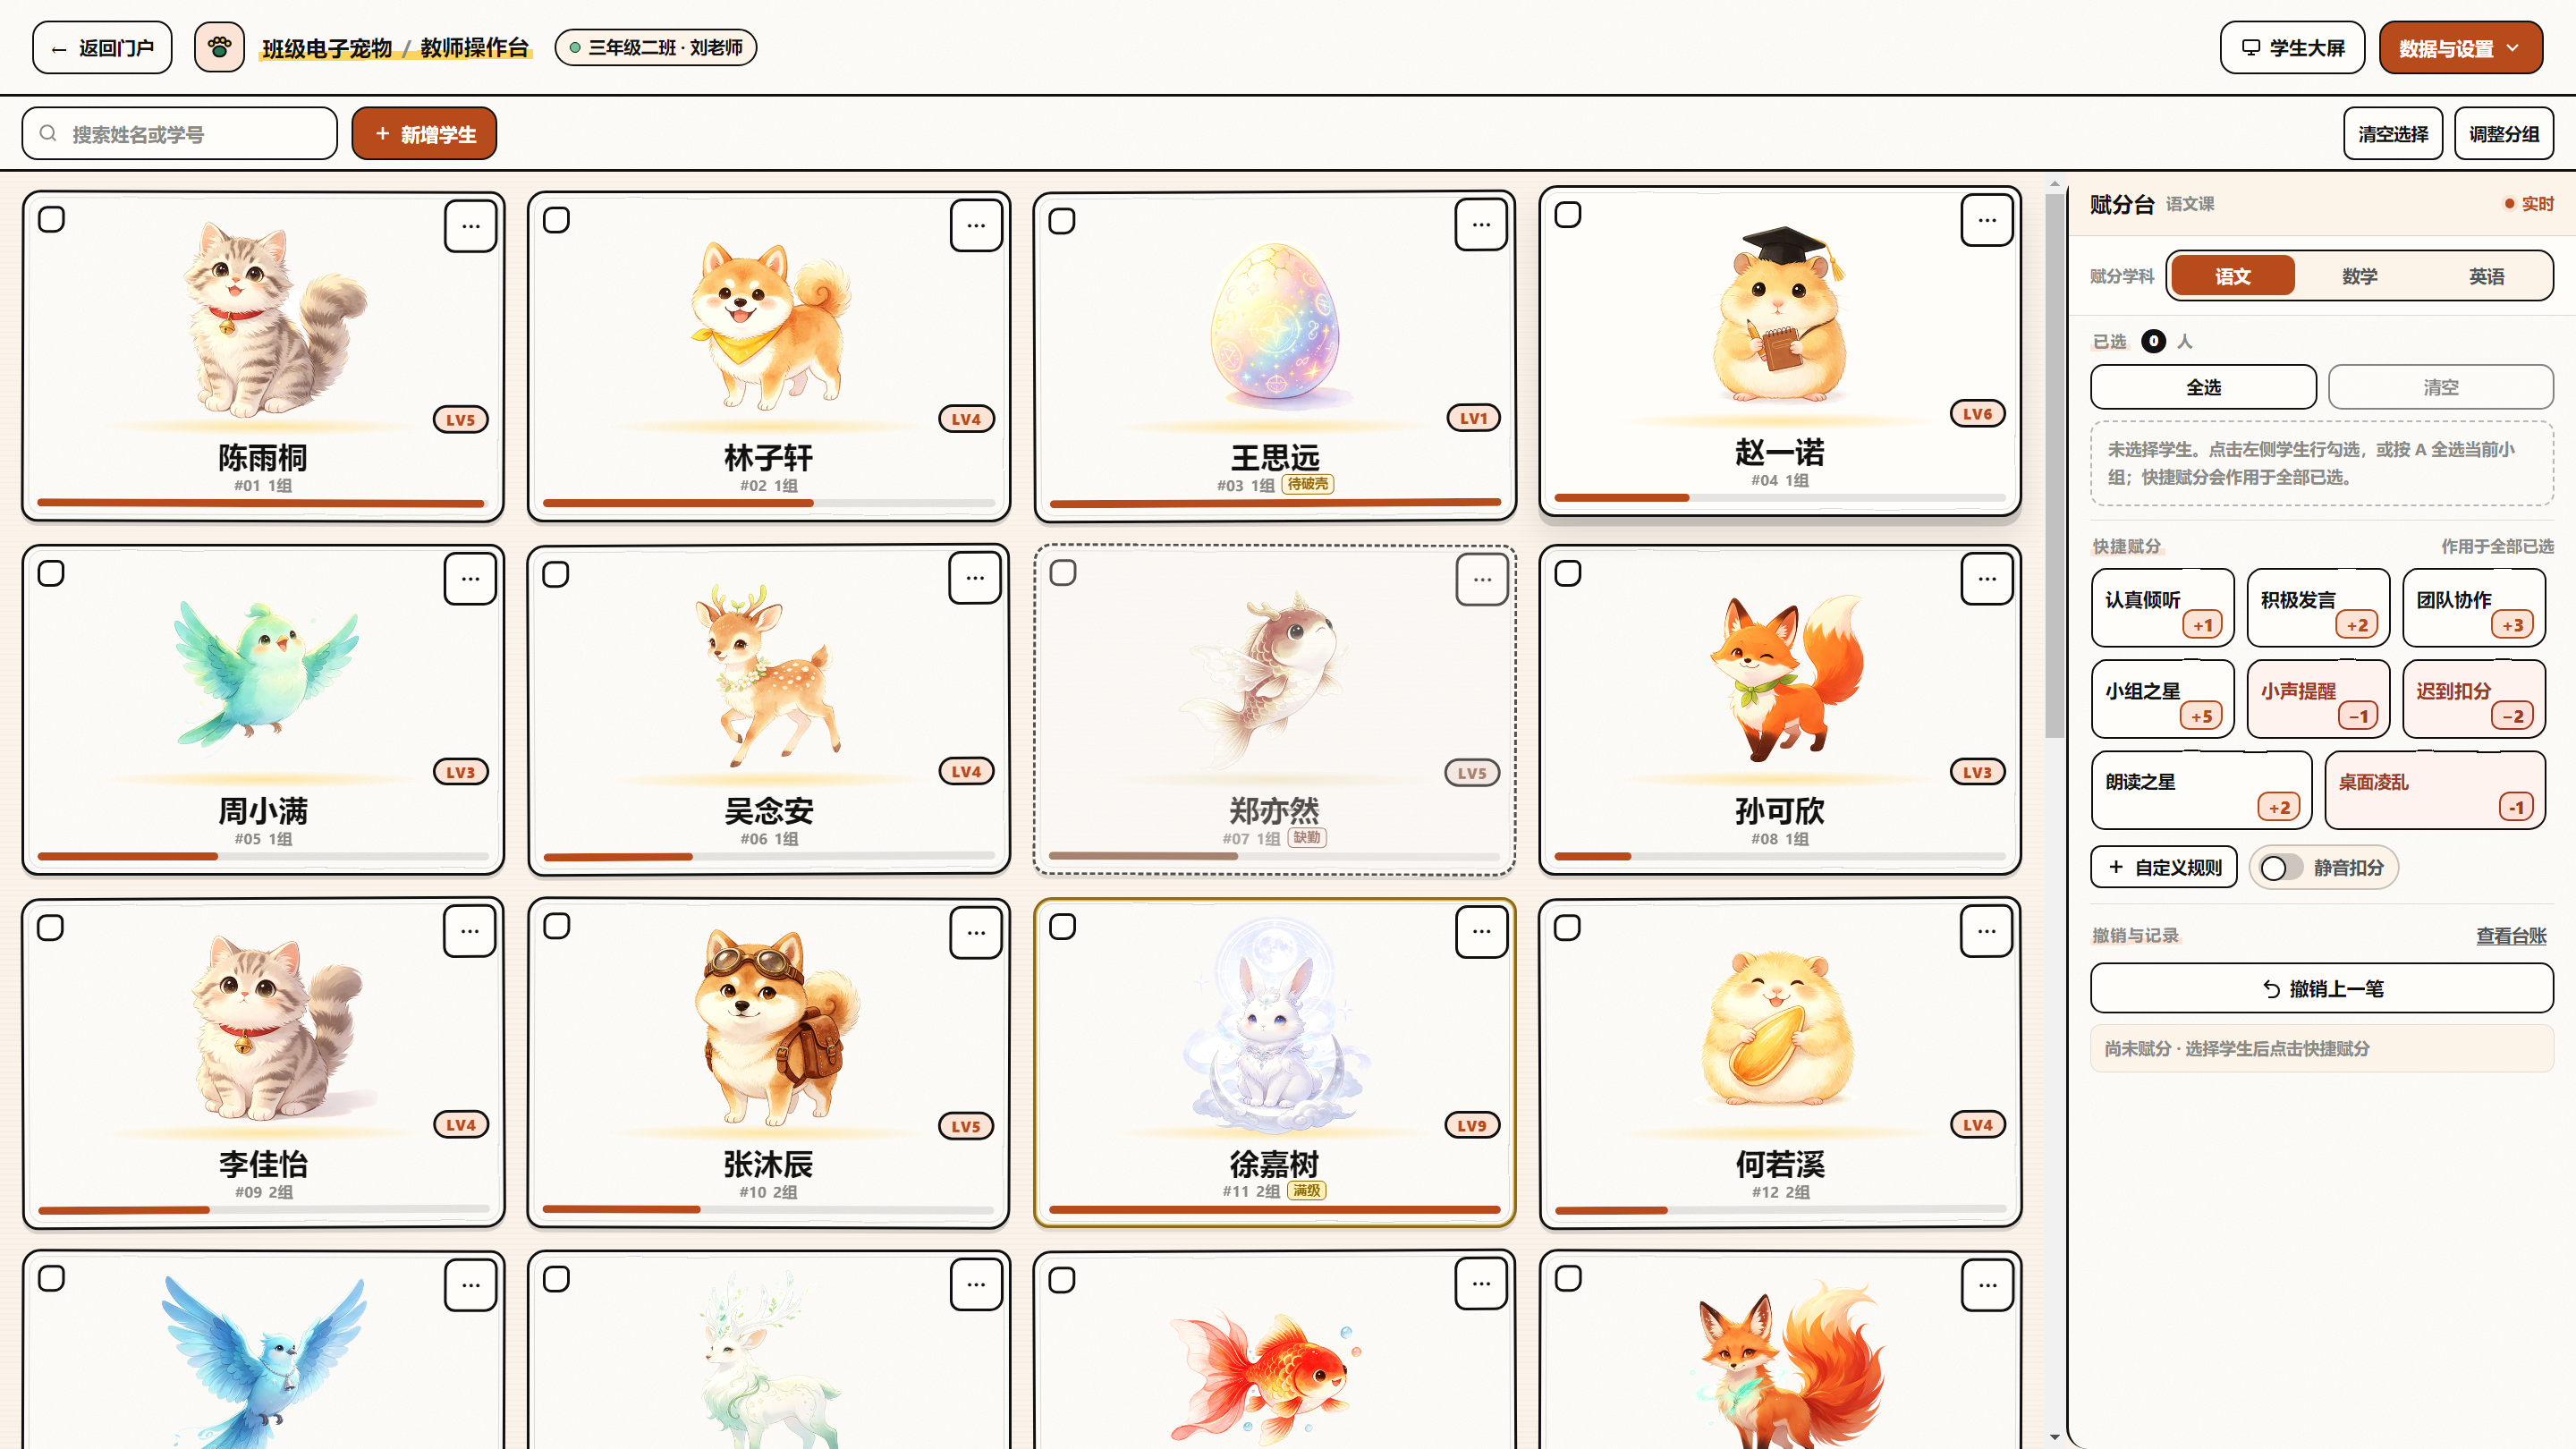 ← 返回门户
班级电子宠物 / 教师操作台
三年级二班 · 刘老师
学生大屏
数据与设置
搜索姓名或学号
+ 新增学生
清空选择
调整分组
LV5
陈雨桐
#01 1组
LV4
林子轩
#02 1组
LV1
王思远
#03 1组 待破壳
LV6
赵一诺
#04 1组
LV3
周小满
#05 1组
LV4
吴念安
#06 1组
LV5
郑亦然
#07 1组 缺勤
LV3
孙可欣
#08 1组
LV4
李佳怡
#09 2组
LV5
张沐辰
#10 2组
LV9
徐嘉树
#11 2组 满级
LV4
何若溪
#12 2组
赋分台 语文课
实时
赋分学科 语文 数学 英语
已选 0 人
全选 清空
未选择学生。点击左侧学生行勾选，或按 A 全选当前小
组；快捷赋分会作用于全部已选。
快捷赋分 作用于全部已选
认真倾听 +1
积极发言 +2
团队协作 +3
小组之星 +5
小声提醒 −1
迟到扣分 −2
朗读之星 +2
桌面凌乱 -1
+ 自定义规则 静音扣分
撤销与记录 查看台账
撤销上一笔
尚未赋分 · 选择学生后点击快捷赋分